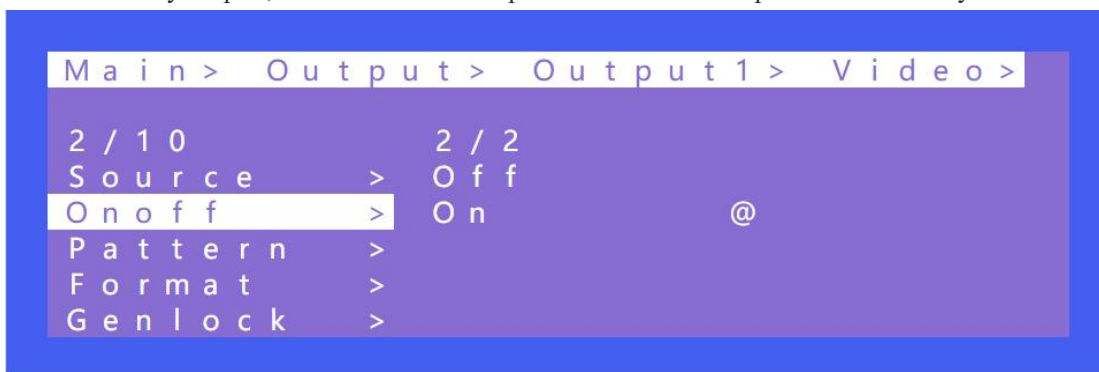 Main> Output> Output1> Video>
2/10 2/2
Source > Off
Onoff > On @
Pattern >
Format >
Genlock >